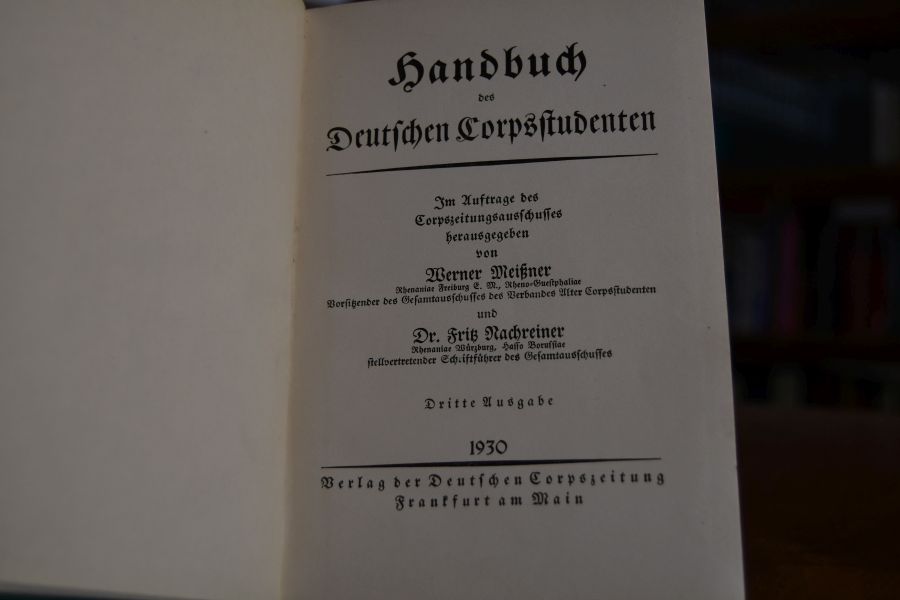 Handbuch
des
Deutschen Corpsstudenten
Im Auftrage des
Corpszeitungsausschusses
herausgegeben
von
Werner Meißner
Rhenaniae Freiburg E. M., Rheno-Guestphaliae
Vorsitzender des Gesamtausschusses des Verbandes Alter Corpsstudenten
und
Dr. Fritz Nachreiner
Rhenaniae Würzburg, Hasso Borussiae
stellvertretender Schriftführer des Gesamtausschusses
Dritte Ausgabe
1930
Verlag der Deutschen Corpszeitung
Frankfurt am Main